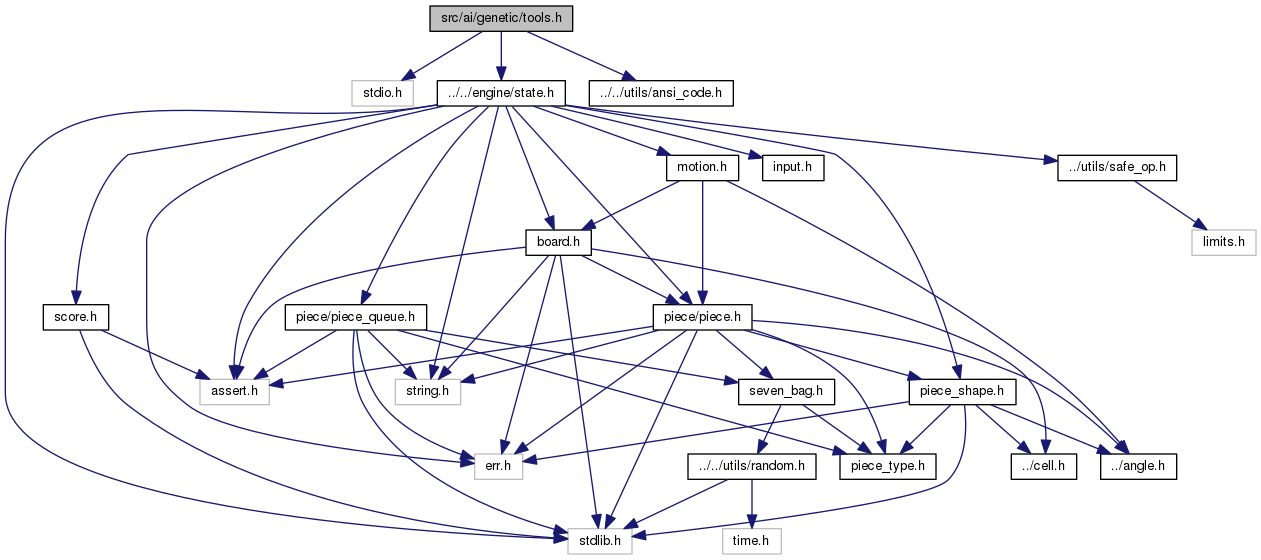 src/ai/genetic/tools.h
stdio.h
../../engine/state.h
../../utils/ansi_code.h
motion.h
input.h
../utils/safe_op.h
board.h
limits.h
score.h
piece/piece_queue.h
piece/piece.h
assert.h
string.h
seven_bag.h
piece_shape.h
err.h
../../utils/random.h
piece_type.h
../cell.h
../angle.h
stdlib.h
time.h